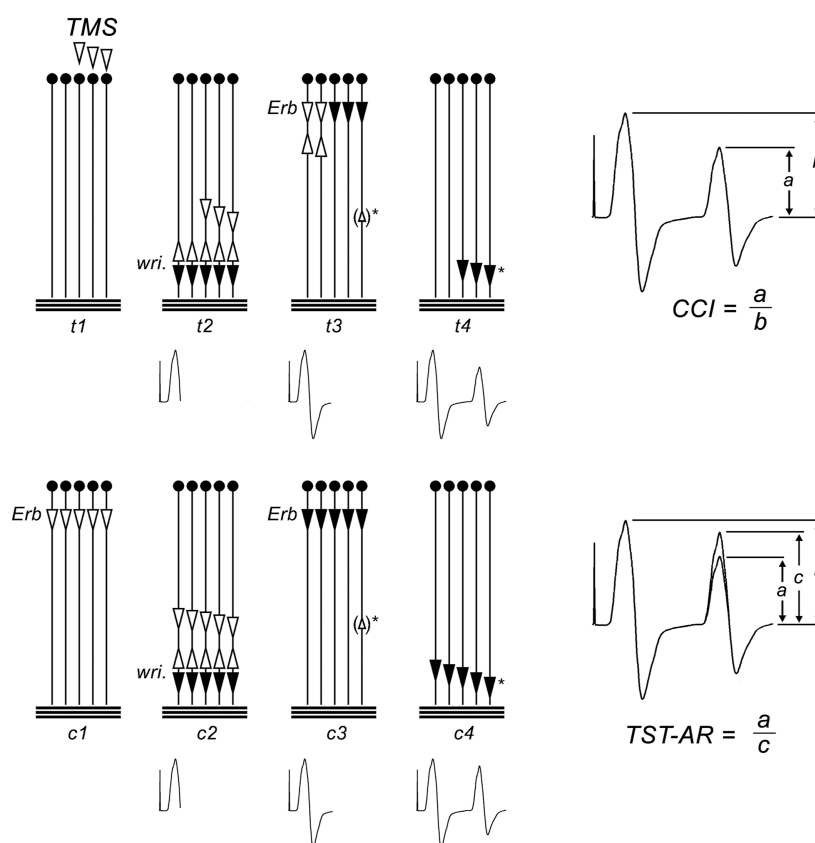 TMS
Erb
wri.
( )*
*
t1 t2 t3 t4
a
CCI = a/b
Erb
Erb
wri.
( )*
*
c1 c2 c3 c4
a c
TST-AR = a/c